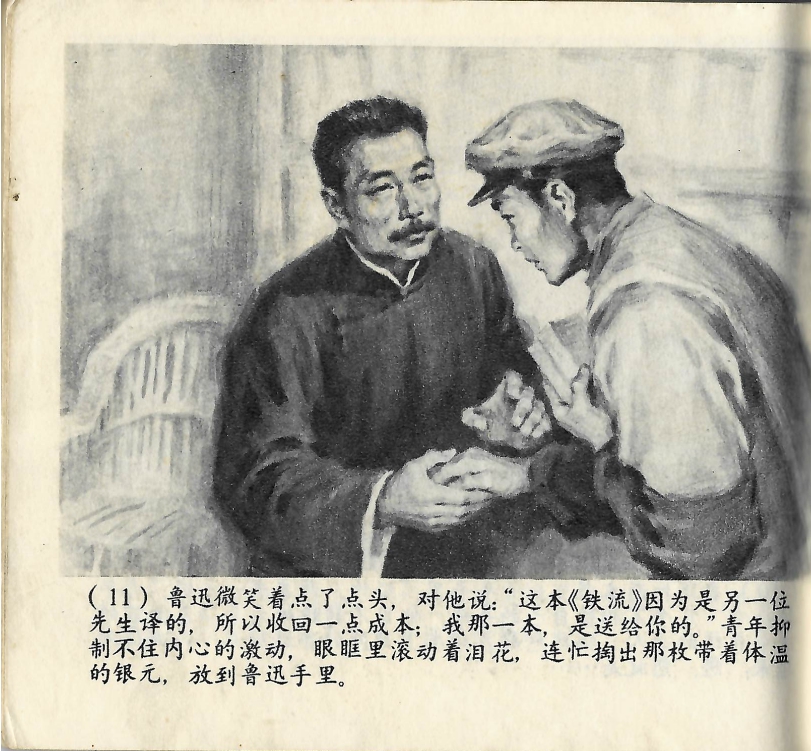 (11) 鲁迅微笑着点了点头，对他说：“这本《铁流》因为是另一位
先生译的，所以收回一点成本；我那一本，是送给你的。”青年抑
制不住内心的激动，眼眶里滚动着泪花，连忙掏出那枚带着体温
的银元，放到鲁迅手里。